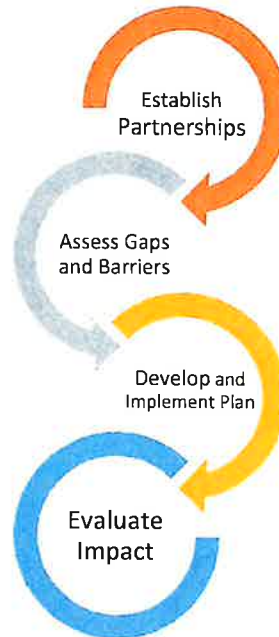 Establish
Partnerships
Assess Gaps
and Barriers
Develop and
Implement Plan
Evaluate
Impact